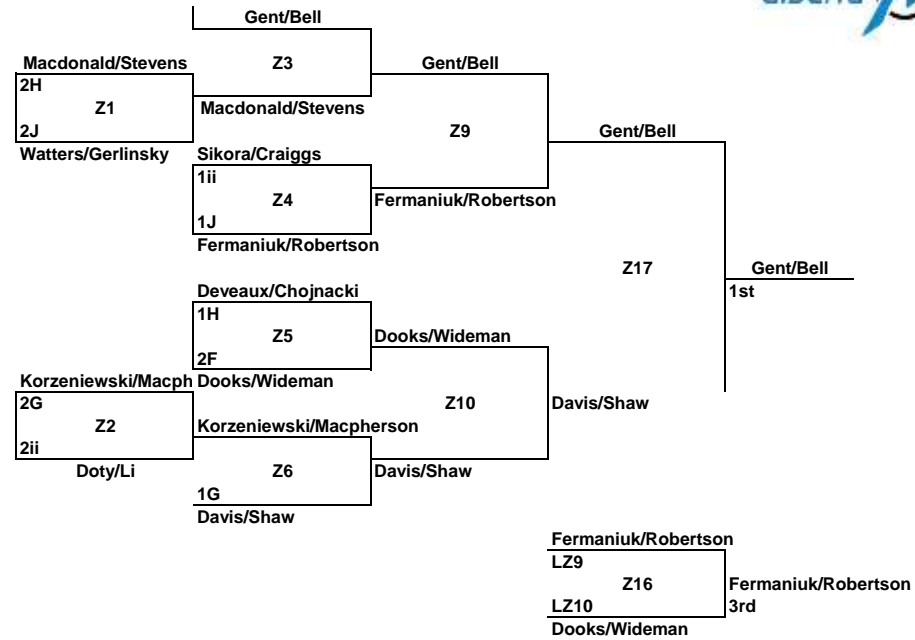 Gent/Bell
Z3
Macdonald/Stevens
Gent/Bell
2H
Z1
Macdonald/Stevens
2J
Z9
Gent/Bell
Watters/Gerlinsky
Sikora/Craiggs
1ii
Z4
Fermaniuk/Robertson
1J
Fermaniuk/Robertson
Z17
Gent/Bell
1st
Deveaux/Chojnacki
1H
Z5
Dooks/Wideman
2F
Korzeniewski/Macph
Dooks/Wideman
2G
Z10
Davis/Shaw
Z2
Korzeniewski/Macpherson
2ii
Doty/Li
Z6
Davis/Shaw
1G
Davis/Shaw
Fermaniuk/Robertson
LZ9
Z16
Fermaniuk/Robertson
LZ10
3rd
Dooks/Wideman